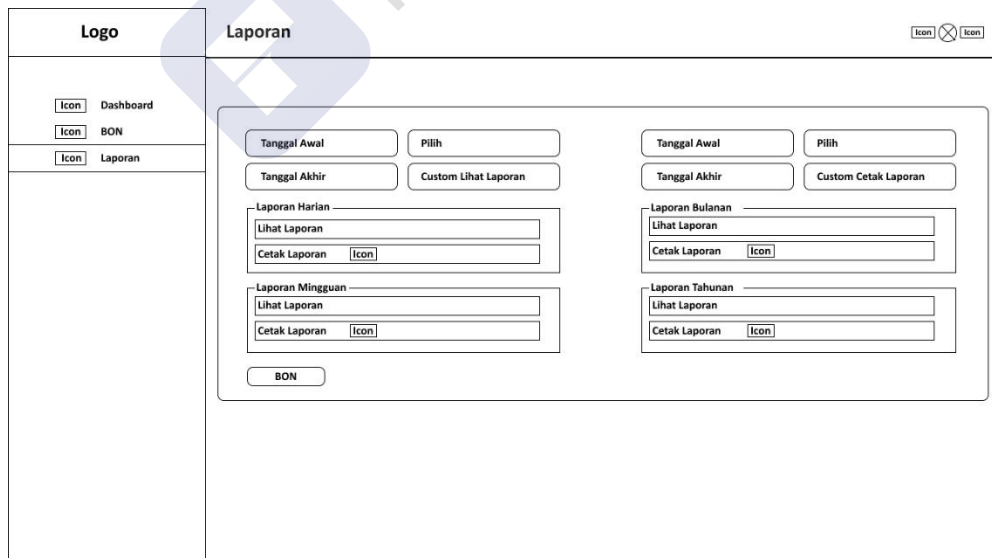 Logo
Laporan
Icon Icon
Icon Dashboard
Icon BON
Icon Laporan
Tanggal Awal Pilih Tanggal Awal Pilih
Tanggal Akhir Custom Lihat Laporan Tanggal Akhir Custom Cetak Laporan
Laporan Harian
Lihat Laporan
Cetak Laporan Icon
Laporan Bulanan
Lihat Laporan
Cetak Laporan Icon
Laporan Mingguan
Lihat Laporan
Cetak Laporan Icon
Laporan Tahunan
Lihat Laporan
Cetak Laporan Icon
BON